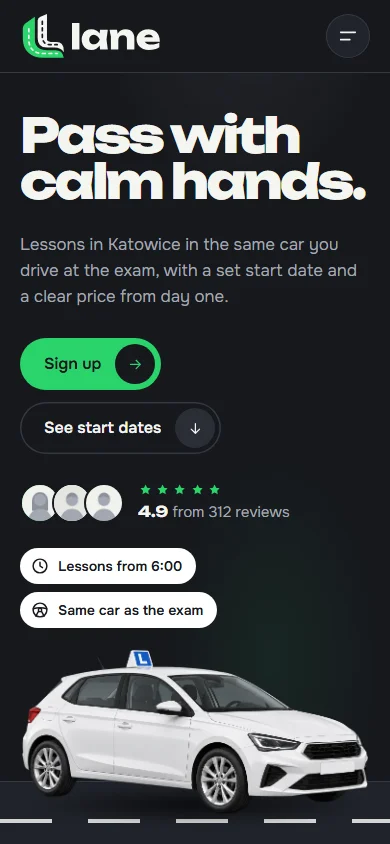 lane
Pass with
calm hands.
Lessons in Katowice in the same car you
drive at the exam, with a set start date and
a clear price from day one.
Sign up
See start dates
4.9 from 312 reviews
Lessons from 6:00
Same car as the exam
L